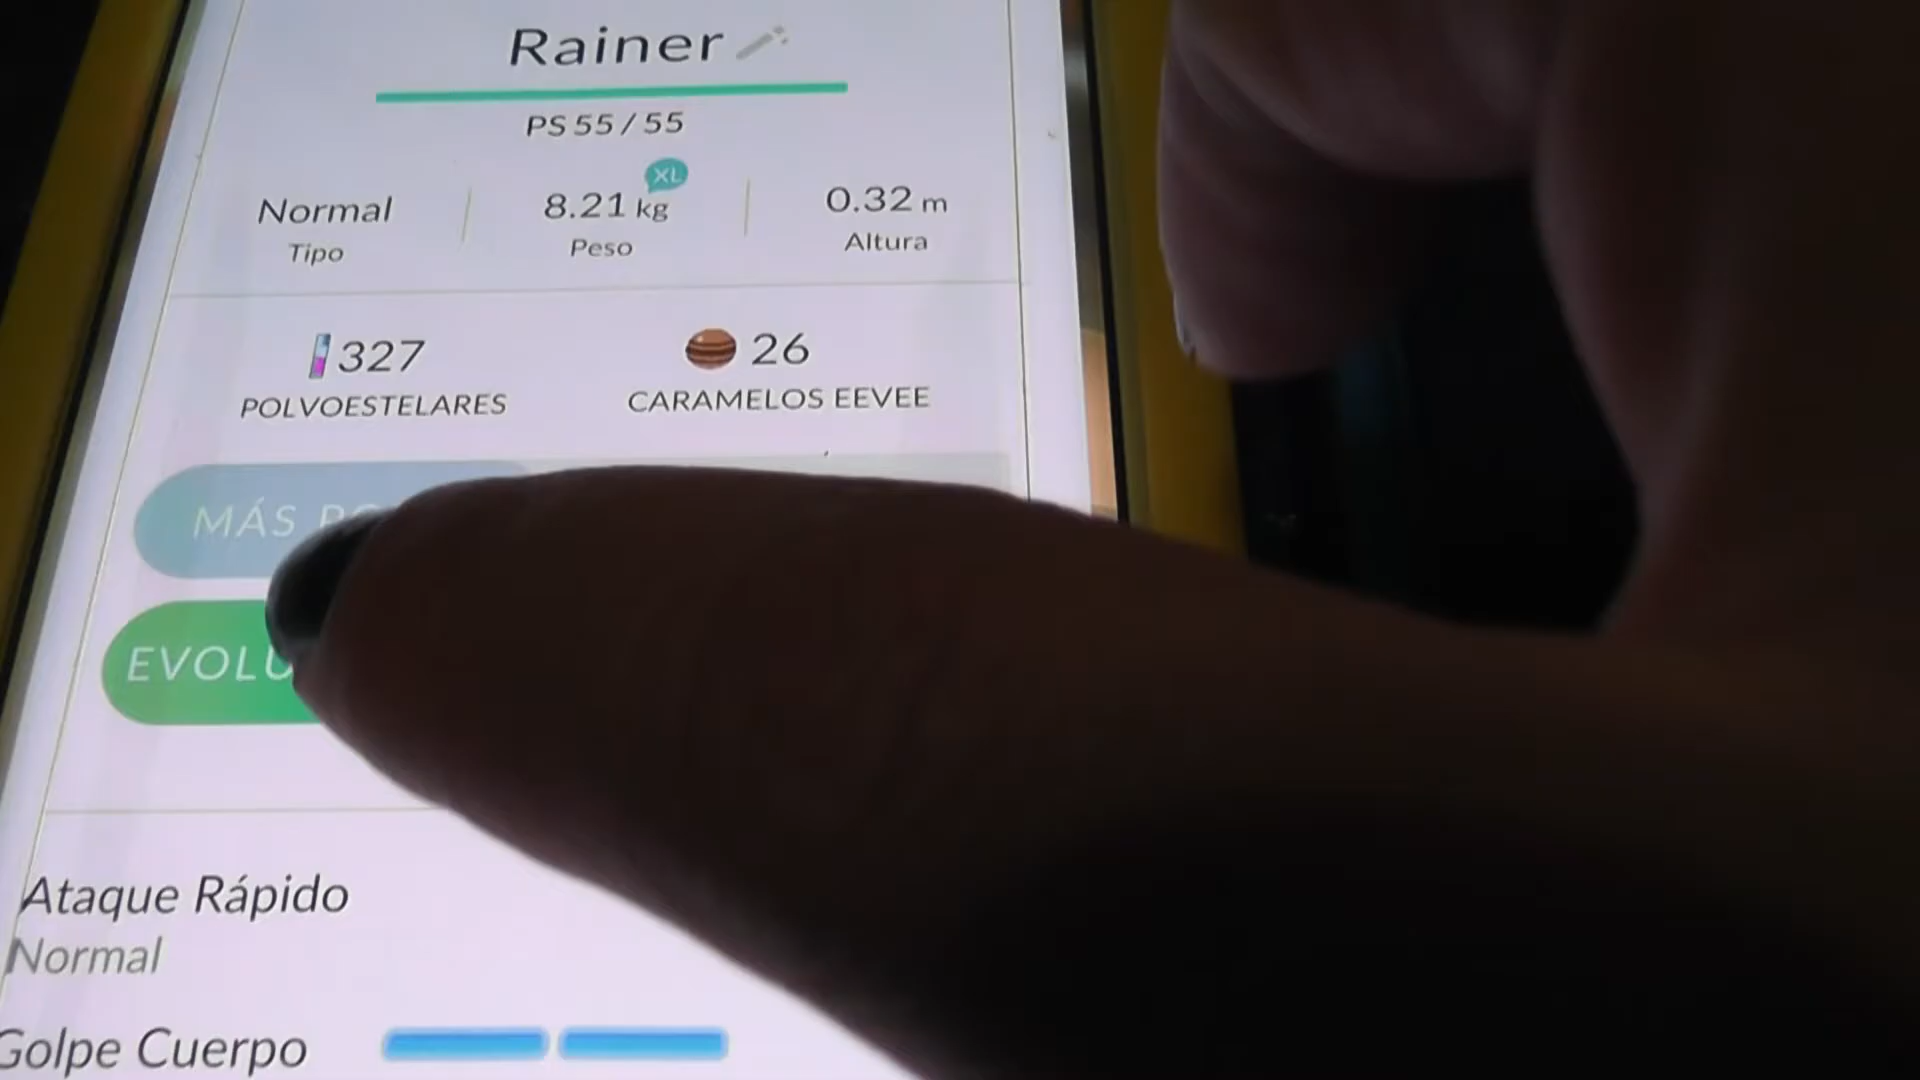 Rainer
PS 55 / 55
XL
Normal
8.21 kg
0.32 m
Tipo
Peso
Altura
327
26
POLVOESTELARES
CARAMELOS EEVEE
MÁS
Ataque Rápido
Normal
Golpe Cuerpo